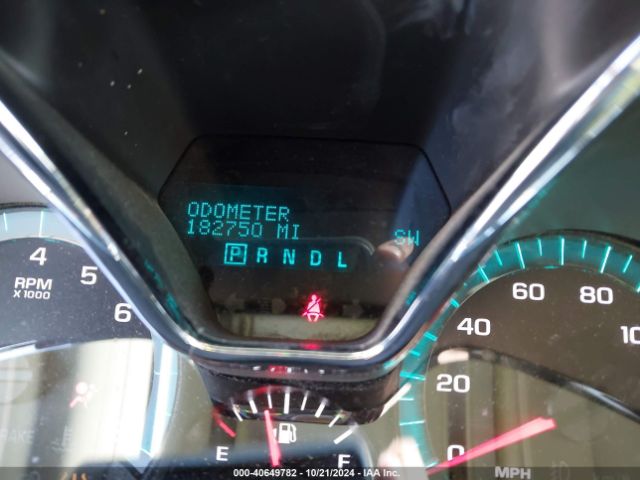 ODOMETER
182750 MI SW
P R N D L
4 5 6
RPM
X1000
20 40 60 80
0
E F
MPH
000-40649782 - 10/21/2024 - IAA Inc.